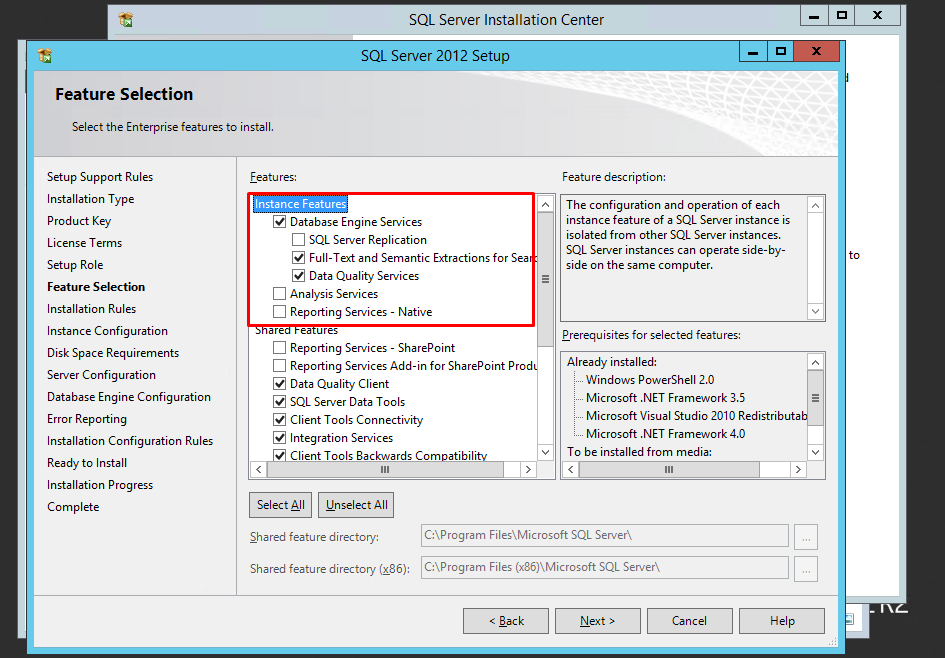 SQL Server Installation Center
SQL Server 2012 Setup
Feature Selection
Select the Enterprise features to install.
Setup Support Rules
Installation Type
Product Key
License Terms
Setup Role
Feature Selection
Installation Rules
Instance Configuration
Disk Space Requirements
Server Configuration
Database Engine Configuration
Error Reporting
Installation Configuration Rules
Ready to Install
Installation Progress
Complete
Features:
Instance Features
Database Engine Services
SQL Server Replication
Full-Text and Semantic Extractions for Sear
Data Quality Services
Analysis Services
Reporting Services - Native
Shared Features
Reporting Services - SharePoint
Reporting Services Add-in for SharePoint Produ
Data Quality Client
SQL Server Data Tools
Client Tools Connectivity
Integration Services
Client Tools Backwards Compatibility
Feature description:
The configuration and operation of each
instance feature of a SQL Server instance is
isolated from other SQL Server instances.
SQL Server instances can operate side-by-
side on the same computer.
Prerequisites for selected features:
Already installed:
Windows PowerShell 2.0
Microsoft .NET Framework 3.5
Microsoft Visual Studio 2010 Redistributab
Microsoft .NET Framework 4.0
To be installed from media:
Select All
Unselect All
Shared feature directory:
C:\Program Files\Microsoft SQL Server\
...
Shared feature directory (x86):
C:\Program Files (x86)\Microsoft SQL Server\
...
< Back
Next >
Cancel
Help
to
R2